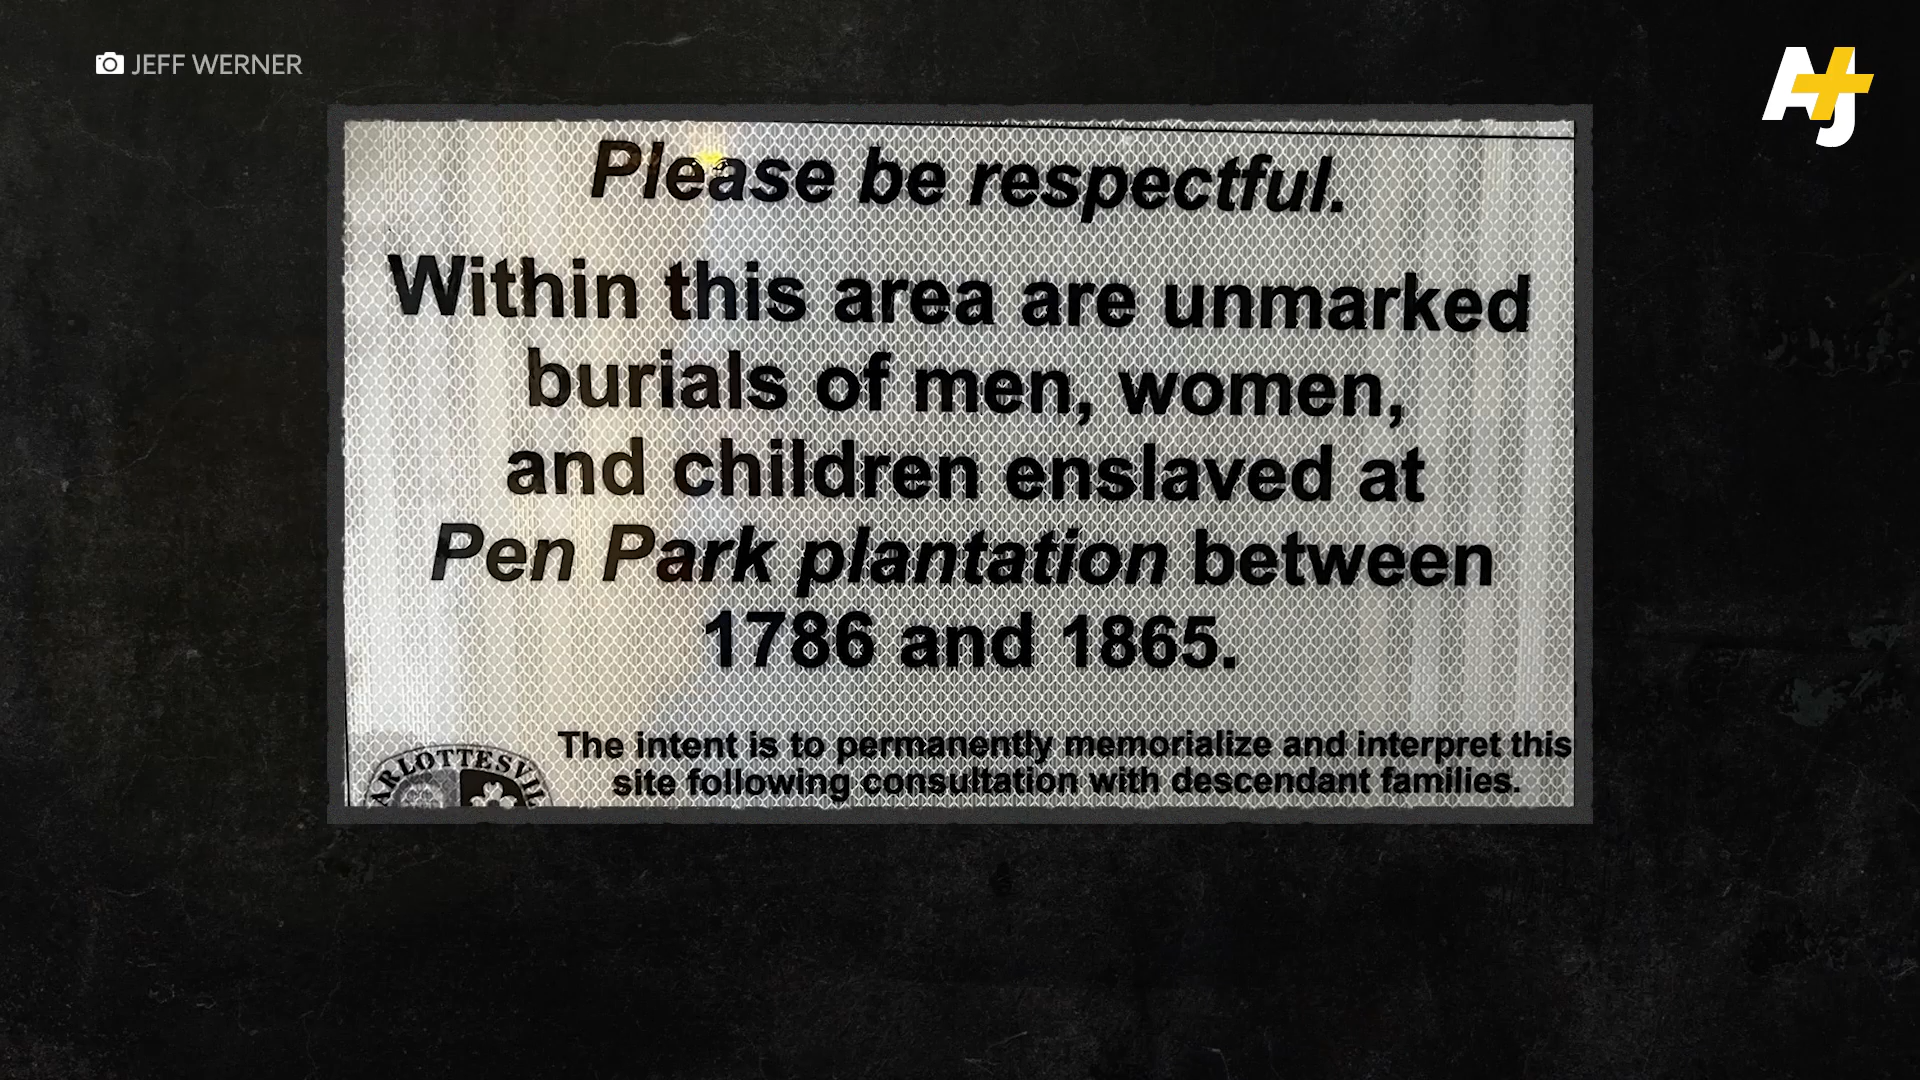 JEFF WERNER
AJ+
Please be respectful.
Within this area are unmarked
burials of men, women,
and children enslaved at
Pen Park plantation between
1786 and 1865.
The intent is to permanently memorialize and interpret this
site following consultation with descendant families.
ARLOTTESVIL